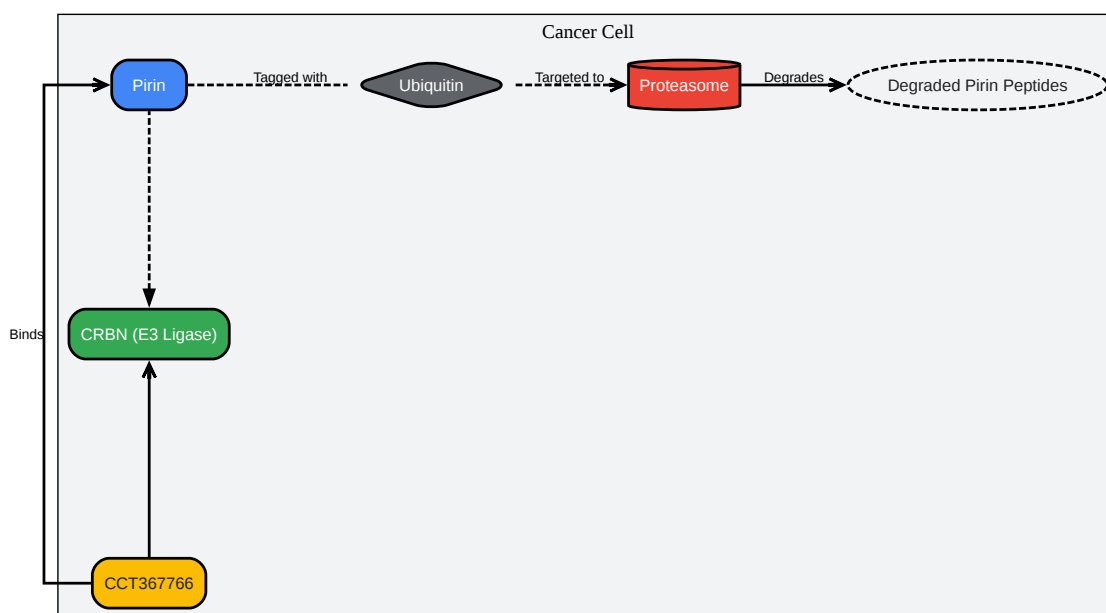 Cancer Cell
Pirin
Tagged with
Ubiquitin
Targeted to
Proteasome
Degrades
Degraded Pirin Peptides
Binds
CRBN (E3 Ligase)
CCT367766